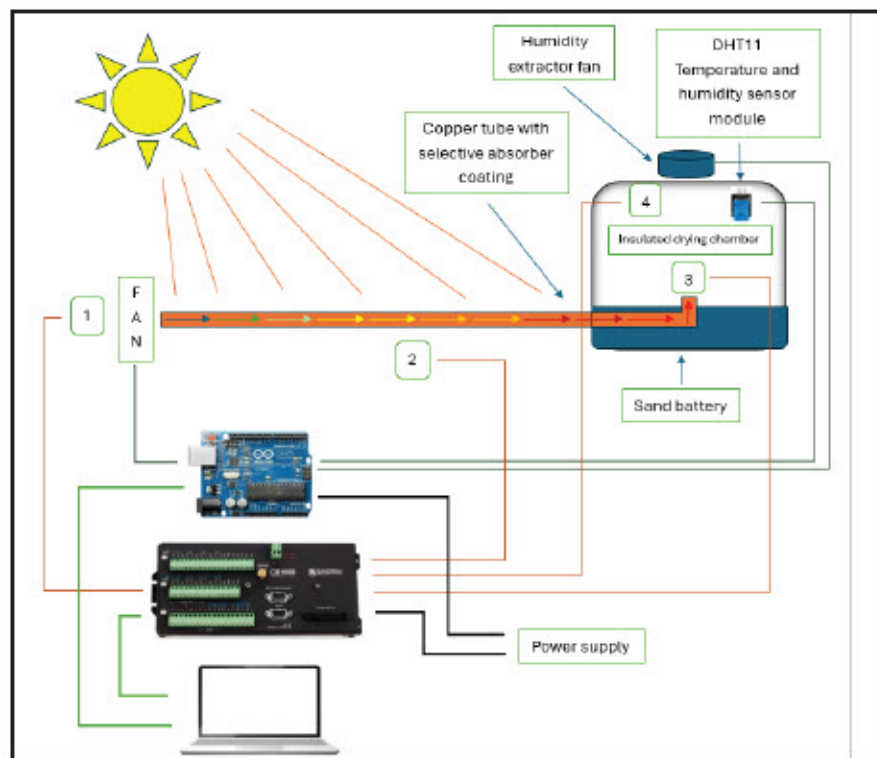 Humidity
extractor fan
DHT11
Temperature and
humidity sensor
module
Copper tube with
selective absorber
coating
4
Insulated drying chamber
3
1
F
A
N
2
Sand battery
Power supply